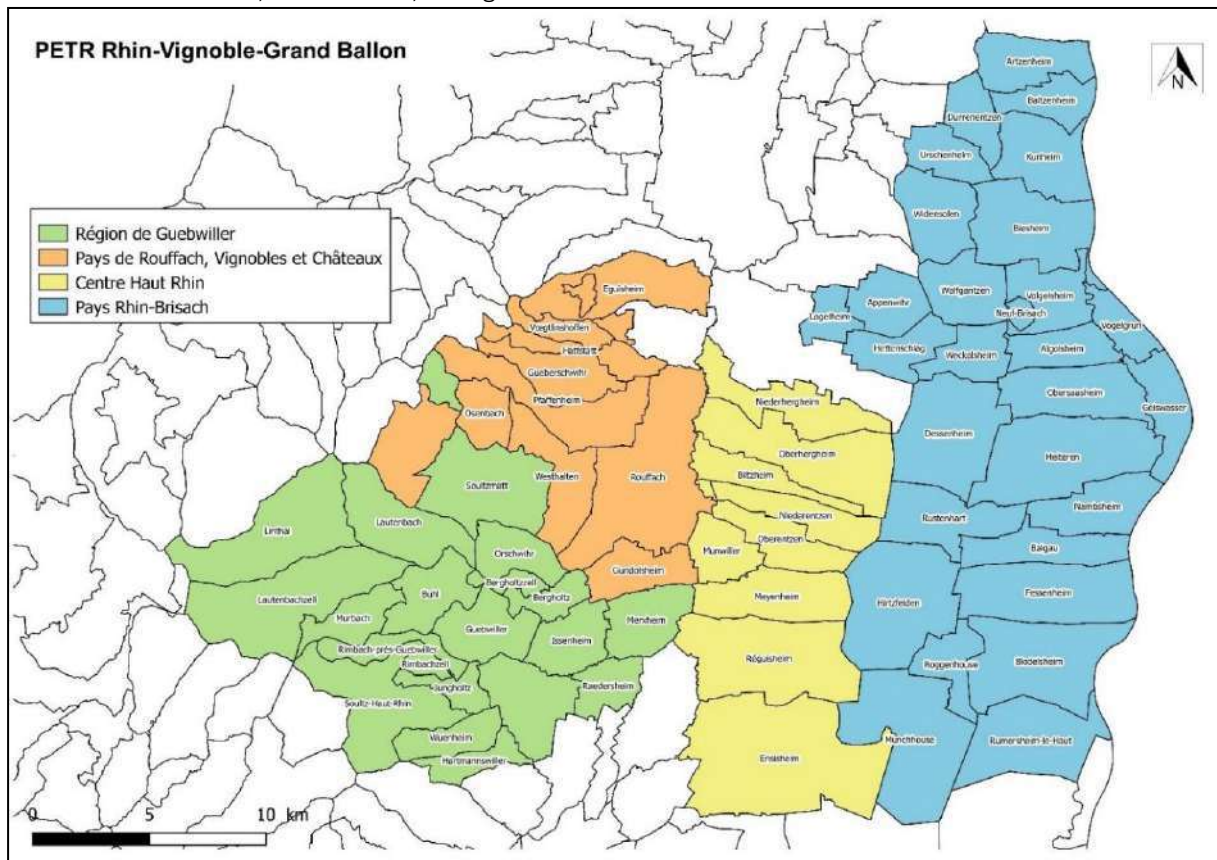 PETR Rhin-Vignoble-Grand Ballon
N
Région de Guebwiller
Pays de Rouffach, Vignobles et Châteaux
Centre Haut Rhin
Pays Rhin-Brisach
Artzenheim
Baltzenheim
Durrenentzen
Urschenheim
Kunheim
Widensolen
Biesheim
Eguisheim
Wolfgantzen
Volgelsheim
Appenwihr
Logelheim
Neuf-Brisach
Vogelgrun
Voegtlinshoffen
Hattstatt
Hettenschlag
Weckolsheim
Algolsheim
Gueberschwihr
Obersaasheim
Geiswasser
Pfaffenheim
Niederhergheim
Osenbach
Dessenheim
Oberhergheim
Heiteren
Biltzheim
Westhalten
Rouffach
Soultzmatt
Nambsheim
Niederentzen
Rustenhart
Lautenbach
Linthal
Oberentzen
Munwiller
Balgau
Orschwihr
Gundolsheim
Bergholtzzell
Fessenheim
Buhl
Bergholtz
Meyenheim
Hirtzfelden
Lautenbachzell
Murbach
Merxheim
Guebwiller
Issenheim
Rimbach-près-Guebwiller
Rimbachzell
Réguisheim
Roggenhouse
Blodelsheim
Jungholtz
Raedersheim
Soultz-Haut-Rhin
Wuenheim
Munchhouse
Rumersheim-le-Haut
Ensisheim
Hartmannswiller
0 5 10 km